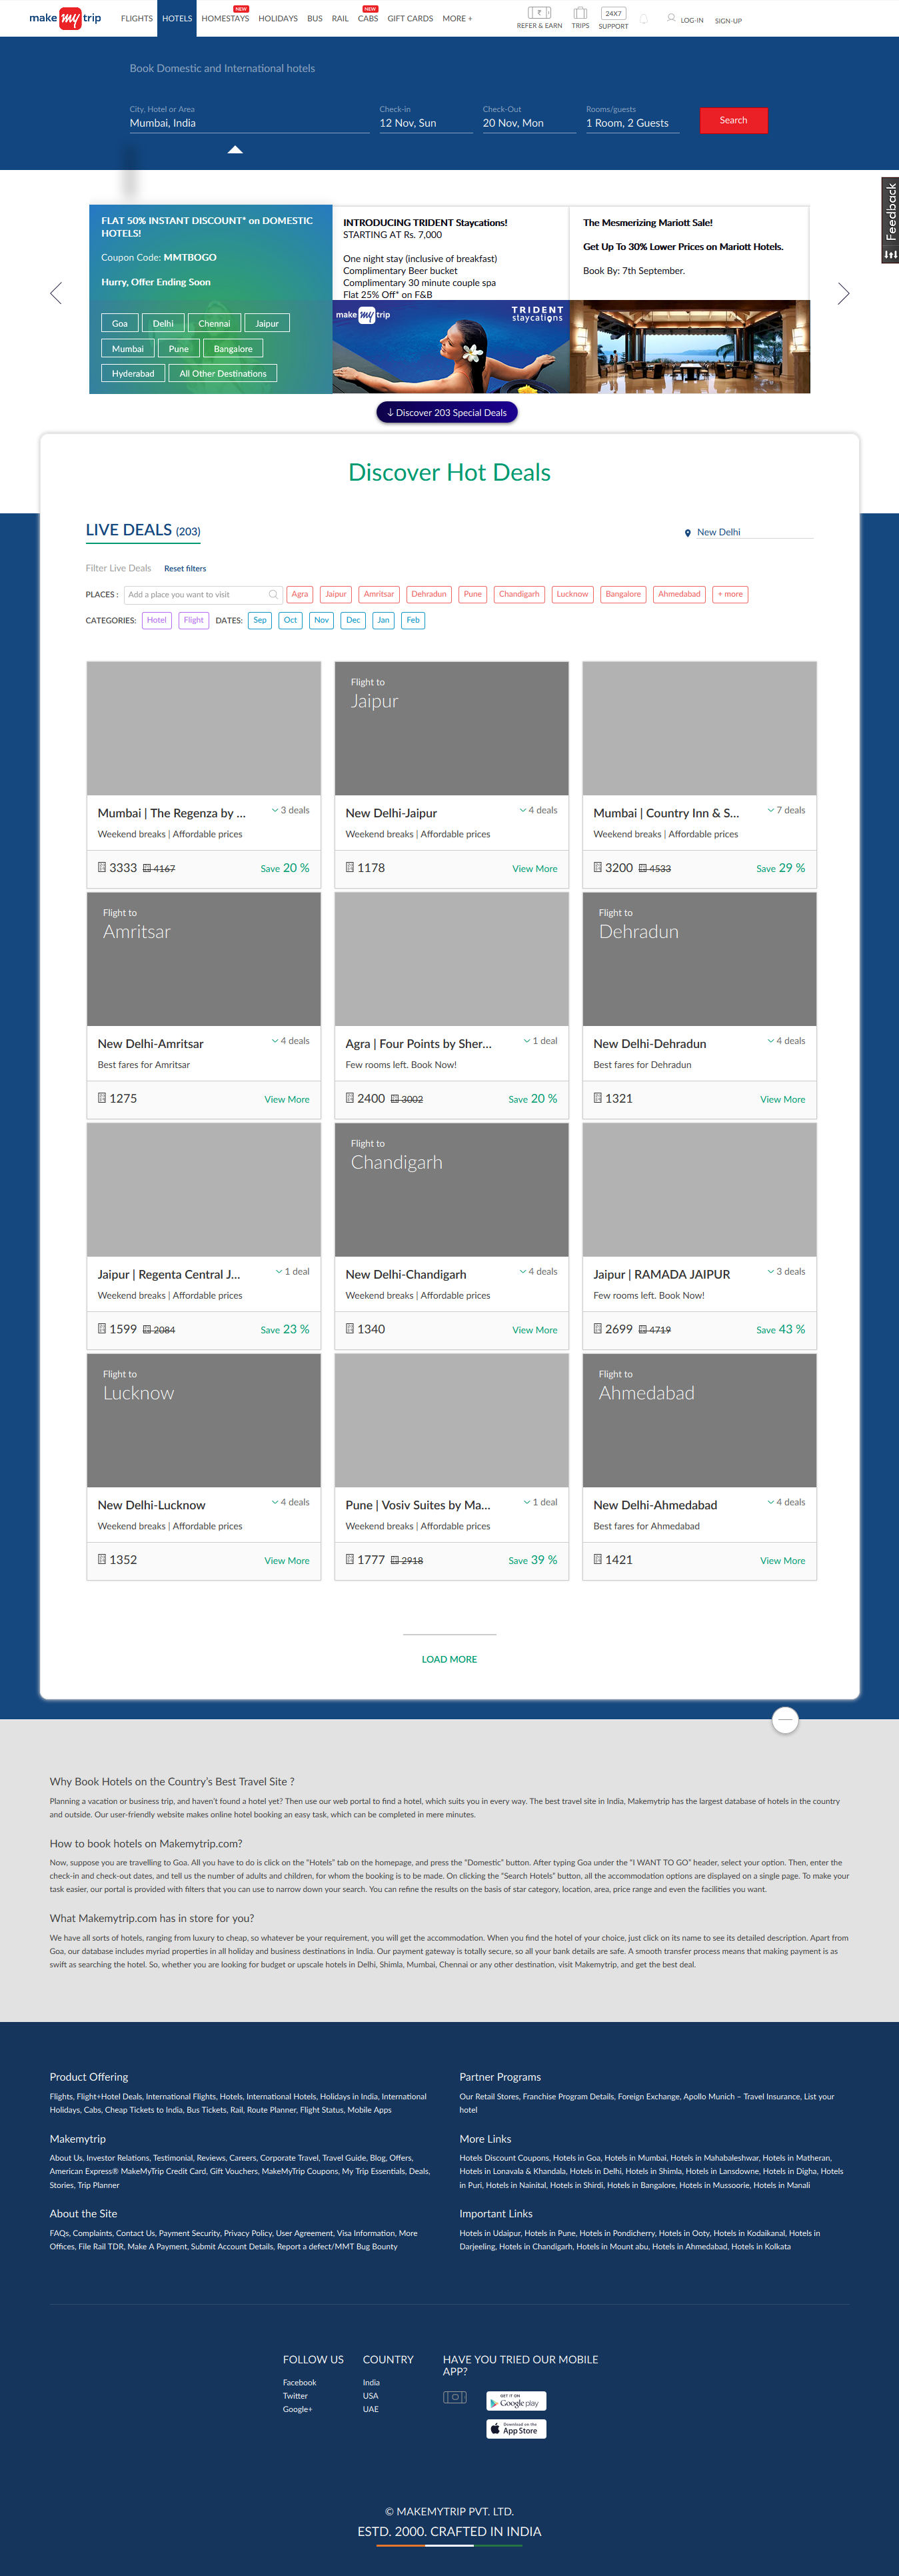 make my trip
FLIGHTS HOTELS HOMESTAYS NEW HOLIDAYS BUS RAIL CABS NEW GIFT CARDS MORE + REFER & EARN TRIPS 24X7 SUPPORT LOG-IN SIGN-UP
Book Domestic and International hotels
City, Hotel or Area Check-in Check-Out Rooms/guests
Mumbai, India 12 Nov, Sun 20 Nov, Mon 1 Room, 2 Guests Search
Feedback
FLAT 50% INSTANT DISCOUNT* on DOMESTIC
HOTELS!
Coupon Code: MMTBOGO
Hurry, Offer Ending Soon
Goa Delhi Chennai Jaipur
Mumbai Pune Bangalore
Hyderabad All Other Destinations
INTRODUCING TRIDENT Staycations!
STARTING AT Rs. 7,000
One night stay (inclusive of breakfast)
Complimentary Beer bucket
Complimentary 30 minute couple spa
Flat 25% Off* on F&B
make my trip
TRIDENT
staycations
The Mesmerizing Mariott Sale!
Get Up To 30% Lower Prices on Mariott Hotels.
Book By: 7th September.
Discover 203 Special Deals
Discover Hot Deals
LIVE DEALS (203) New Delhi
Filter Live Deals Reset filters
PLACES : Add a place you want to visit Agra Jaipur Amritsar Dehradun Pune Chandigarh Lucknow Bangalore Ahmedabad + more
CATEGORIES: Hotel Flight DATES: Sep Oct Nov Dec Jan Feb
Flight to
Jaipur
Mumbai | The Regenza by ... 3 deals New Delhi-Jaipur 4 deals Mumbai | Country Inn & S... 7 deals
Weekend breaks | Affordable prices Weekend breaks | Affordable prices Weekend breaks | Affordable prices
3333 4167 Save 20 % 1178 View More 3200 4533 Save 29 %
Flight to Flight to
Amritsar Dehradun
New Delhi-Amritsar 4 deals Agra | Four Points by Sher... 1 deal New Delhi-Dehradun 4 deals
Best fares for Amritsar Few rooms left. Book Now! Best fares for Dehradun
1275 View More 2400 3002 Save 20 % 1321 View More
Flight to
Chandigarh
Jaipur | Regenta Central J... 1 deal New Delhi-Chandigarh 4 deals Jaipur | RAMADA JAIPUR 3 deals
Weekend breaks | Affordable prices Weekend breaks | Affordable prices Few rooms left. Book Now!
1599 2084 Save 23 % 1340 View More 2699 4719 Save 43 %
Flight to Flight to
Lucknow Ahmedabad
New Delhi-Lucknow 4 deals Pune | Vosiv Suites by Ma... 1 deal New Delhi-Ahmedabad 4 deals
Weekend breaks | Affordable prices Weekend breaks | Affordable prices Best fares for Ahmedabad
1352 View More 1777 2918 Save 39 % 1421 View More
LOAD MORE
Why Book Hotels on the Country's Best Travel Site ?
Planning a vacation or business trip, and haven't found a hotel yet? Then use our web portal to find a hotel, which suits you in every way. The best travel site in India, Makemytrip has the largest database of hotels in the country
and outside. Our user-friendly website makes online hotel booking an easy task, which can be completed in mere minutes.
How to book hotels on Makemytrip.com?
Now, suppose you are travelling to Goa. All you have to do is click on the "Hotels" tab on the homepage, and press the "Domestic" button. After typing Goa under the "I WANT TO GO" header, select your option. Then, enter the
check-in and check-out dates, and tell us the number of adults and children, for whom the booking is to be made. On clicking the "Search Hotels" button, all the accommodation options are displayed on a single page. To make your
task easier, our portal is provided with filters that you can use to narrow down your search. You can refine the results on the basis of star category, location, area, price range and even the facilities you want.
What Makemytrip.com has in store for you?
We have all sorts of hotels, ranging from luxury to cheap, so whatever be your requirement, you will get the accommodation. When you find the hotel of your choice, just click on its name to see its detailed description. Apart from
Goa, our database includes myriad properties in all holiday and business destinations in India. Our payment gateway is totally secure, so all your bank details are safe. A smooth transfer process means that making payment is as
swift as searching the hotel. So, whether you are looking for budget or upscale hotels in Delhi, Shimla, Mumbai, Chennai or any other destination, visit Makemytrip, and get the best deal.
Product Offering
Flights, Flight+Hotel Deals, International Flights, Hotels, International Hotels, Holidays in India, International
Holidays, Cabs, Cheap Tickets to India, Bus Tickets, Rail, Route Planner, Flight Status, Mobile Apps
Makemytrip
About Us, Investor Relations, Testimonial, Reviews, Careers, Corporate Travel, Travel Guide, Blog, Offers,
American Express® MakeMyTrip Credit Card, Gift Vouchers, MakeMyTrip Coupons, My Trip Essentials, Deals,
Stories, Trip Planner
About the Site
FAQs, Complaints, Contact Us, Payment Security, Privacy Policy, User Agreement, Visa Information, More
Offices, File Rail TDR, Make A Payment, Submit Account Details, Report a defect/MMT Bug Bounty
Partner Programs
Our Retail Stores, Franchise Program Details, Foreign Exchange, Apollo Munich – Travel Insurance, List your
hotel
More Links
Hotels Discount Coupons, Hotels in Goa, Hotels in Mumbai, Hotels in Mahabaleshwar, Hotels in Matheran,
Hotels in Lonavala & Khandala, Hotels in Delhi, Hotels in Shimla, Hotels in Lansdowne, Hotels in Digha, Hotels
in Puri, Hotels in Nainital, Hotels in Shirdi, Hotels in Bangalore, Hotels in Mussoorie, Hotels in Manali
Important Links
Hotels in Udaipur, Hotels in Pune, Hotels in Pondicherry, Hotels in Ooty, Hotels in Kodaikanal, Hotels in
Darjeeling, Hotels in Chandigarh, Hotels in Mount abu, Hotels in Ahmedabad, Hotels in Kolkata
FOLLOW US
Facebook
Twitter
Google+
COUNTRY
India
USA
UAE
HAVE YOU TRIED OUR MOBILE
APP?
GET IT ON
Google play
Download on the
App Store
© MAKEMYTRIP PVT. LTD.
ESTD. 2000. CRAFTED IN INDIA